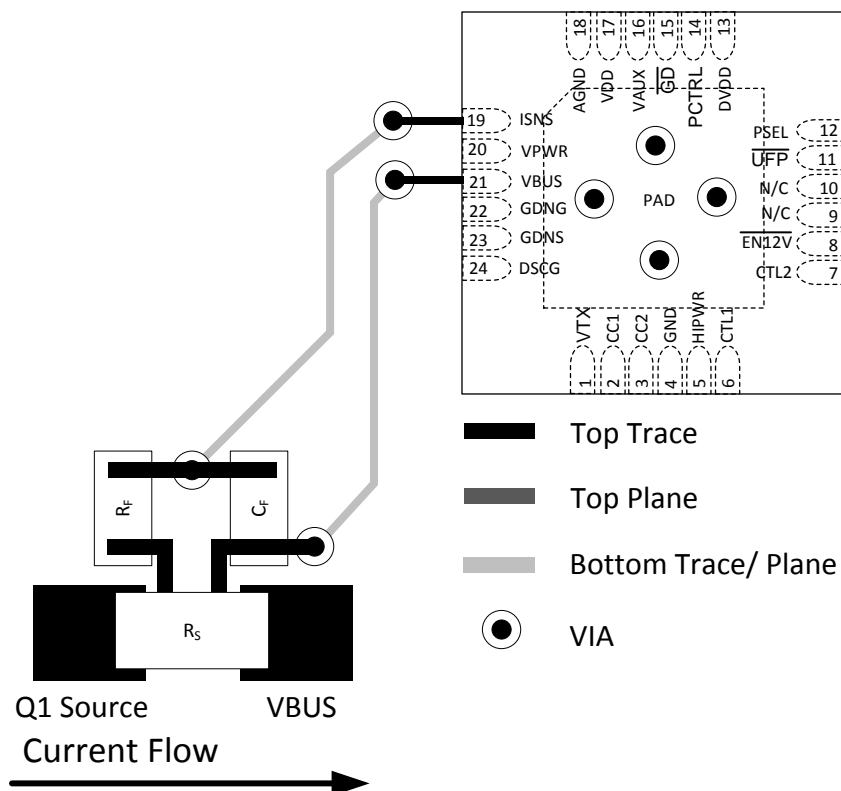 18 17 16 15 14 13
AGND VDD VAUX GD PCTRL DVDD
19 ISNS
20 VPWR
21 VBUS
22 GDNG
23 GDNS
24 DSCG
PAD
PSEL 12
UFP 11
N/C 10
N/C 9
EN12V 8
CTL2 7
VTX CC1 CC2 GND HIPWR CTL1
1 2 3 4 5 6
Top Trace
Top Plane
Bottom Trace/ Plane
VIA
RF CF
RS
Q1 Source VBUS
Current Flow